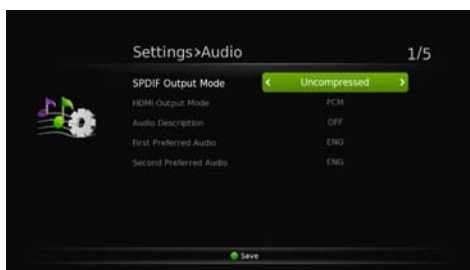 Settings>Audio 1/5
SPDIF Output Mode < Uncompressed >
HDMI Output Mode PCM
Audio Description OFF
First Preferred Audio ENG
Second Preferred Audio ENG
Save